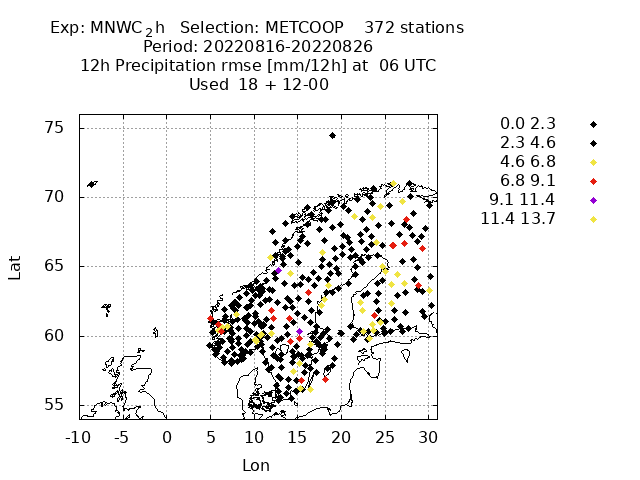 Exp: MNWC_2h   Selection: METCOOP    372 stations
Period: 20220816-20220826
12h Precipitation rmse [mm/12h] at  06 UTC
Used  18 + 12-00
0.0 2.3
2.3 4.6
4.6 6.8
6.8 9.1
9.1 11.4
11.4 13.7
75
70
65
60
55
Lat
-10 -5 0 5 10 15 20 25 30
Lon